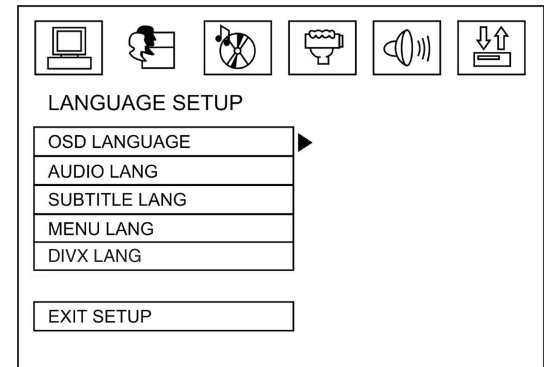 LANGUAGE SETUP
OSD LANGUAGE
AUDIO LANG
SUBTITLE LANG
MENU LANG
DIVX LANG
EXIT SETUP